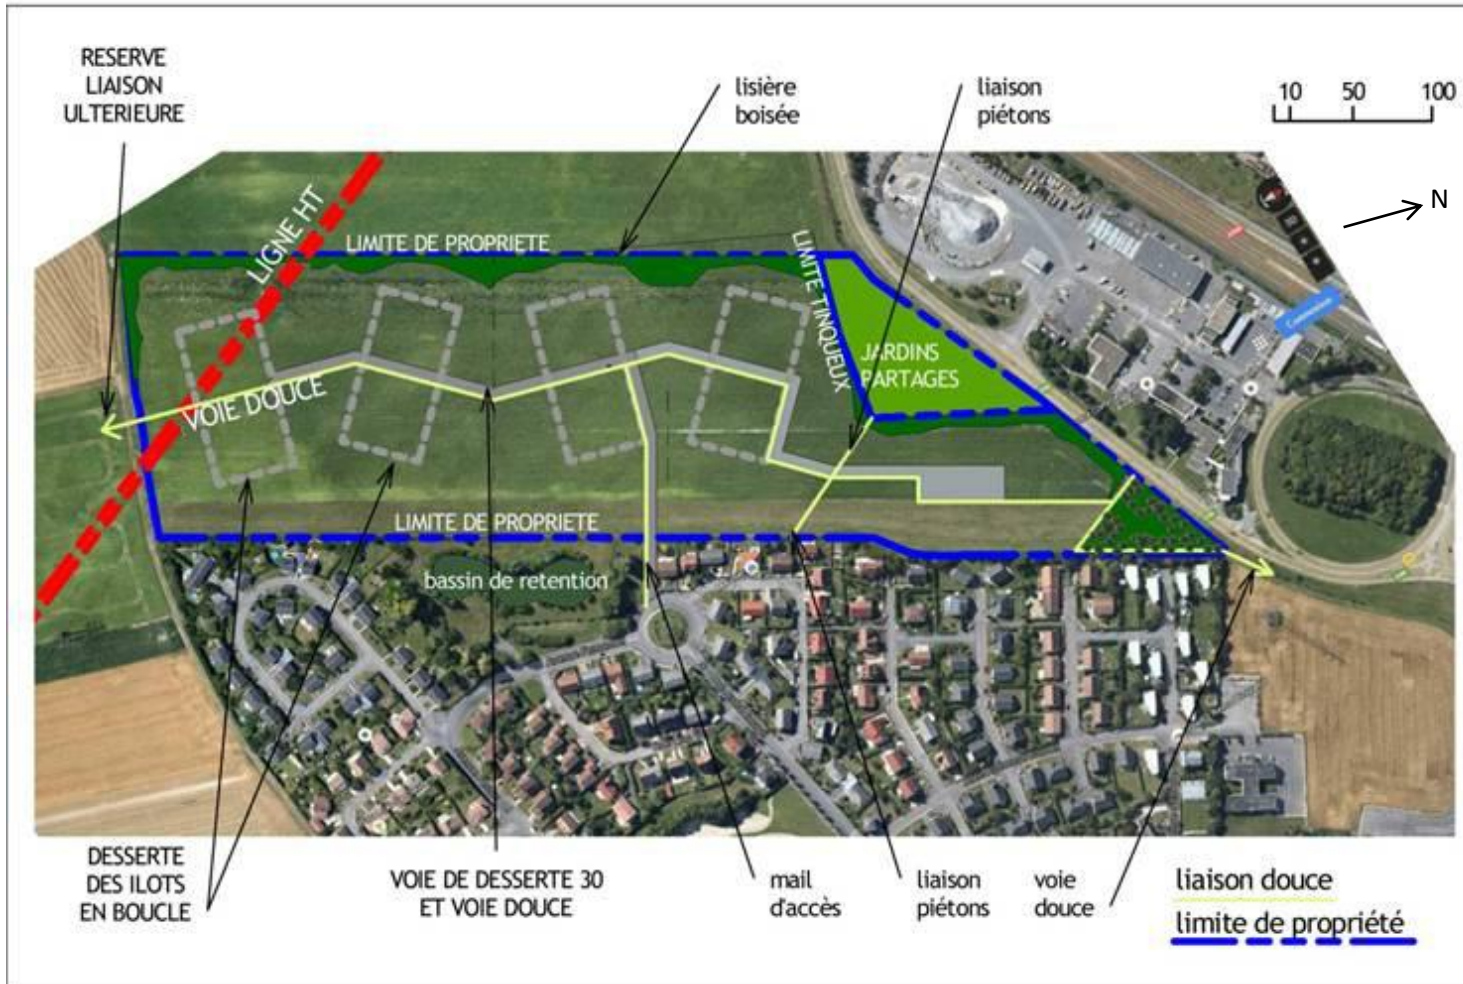 RESERVE
LIAISON
ULTERIEURE
lisière
boisée
liaison
piétons
10 50 100
N
LIGNE HT
LIMITE DE PROPRIETE
LIMITE TINQUEUX
JARDINS
PARTAGES
VOIE DOUCE
LIMITE DE PROPRIETE
bassin de retention
DESSERTE
DES ILOTS
EN BOUCLE
VOIE DE DESSERTE 30
ET VOIE DOUCE
mail
d'accès
liaison
piétons
voie
douce
liaison douce
limite de propriété